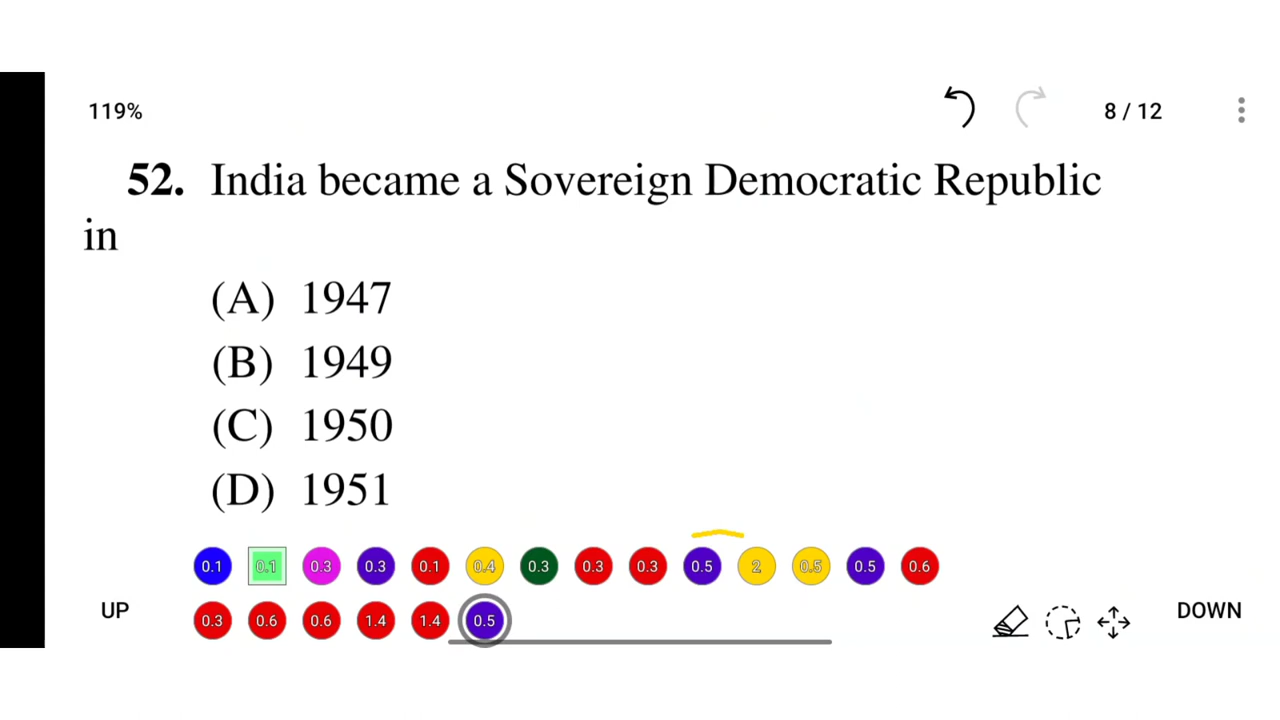 119%
8 / 12
52. India became a Sovereign Democratic Republic
in
(A) 1947
(B) 1949
(C) 1950
(D) 1951
0.1 0.1 0.3 0.3 0.1 0.4 0.3 0.3 0.3 0.5 2 0.5 0.5 0.6
UP 0.3 0.6 0.6 1.4 1.4 0.5 DOWN